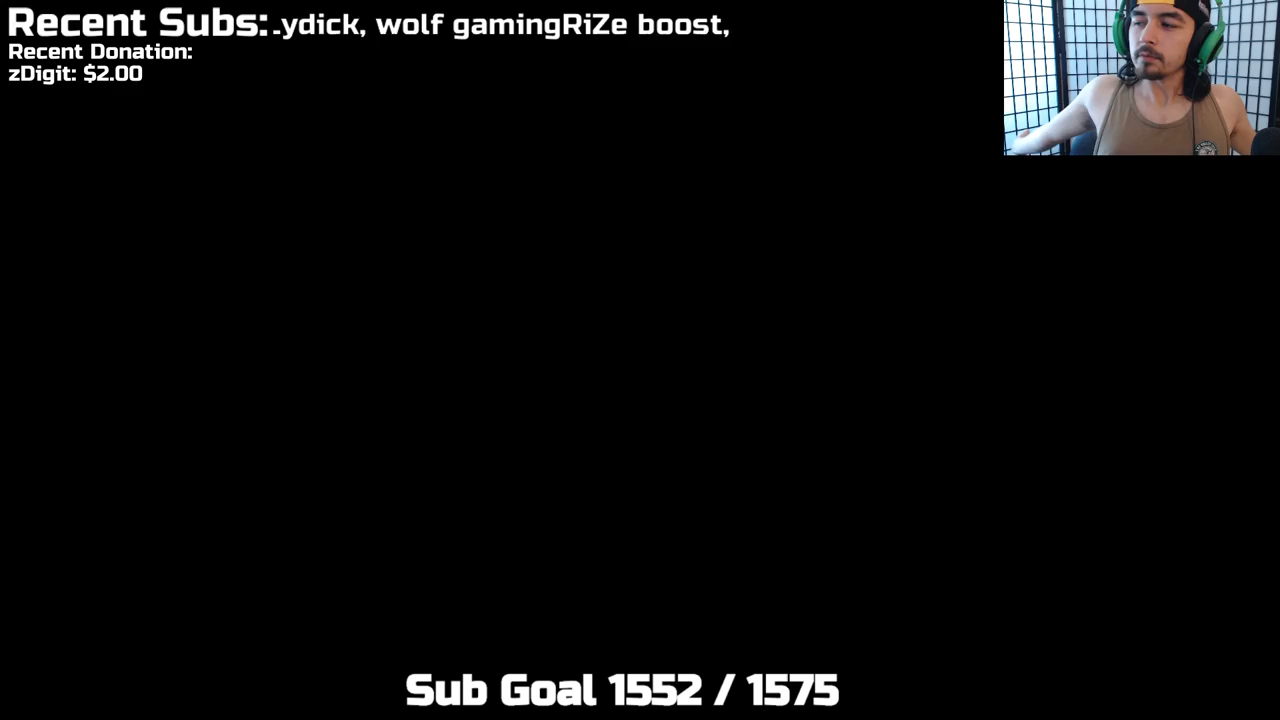 Recent Subs: ydick, wolf gamingRiZe boost,
Recent Donation:
zDigit: $2.00
Sub Goal 1552 / 1575